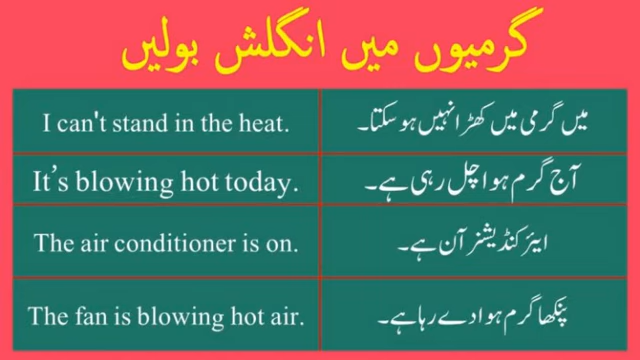 گرمیوں میں انگلش بولیں
I can't stand in the heat.
میں گرمی میں کھڑا نہیں ہو سکتا۔
It's blowing hot today.
آج گرم ہوا چل رہی ہے۔
The air conditioner is on.
ایئر کنڈیشنر آن ہے۔
The fan is blowing hot air.
پنکھا گرم ہوا دے رہا ہے۔